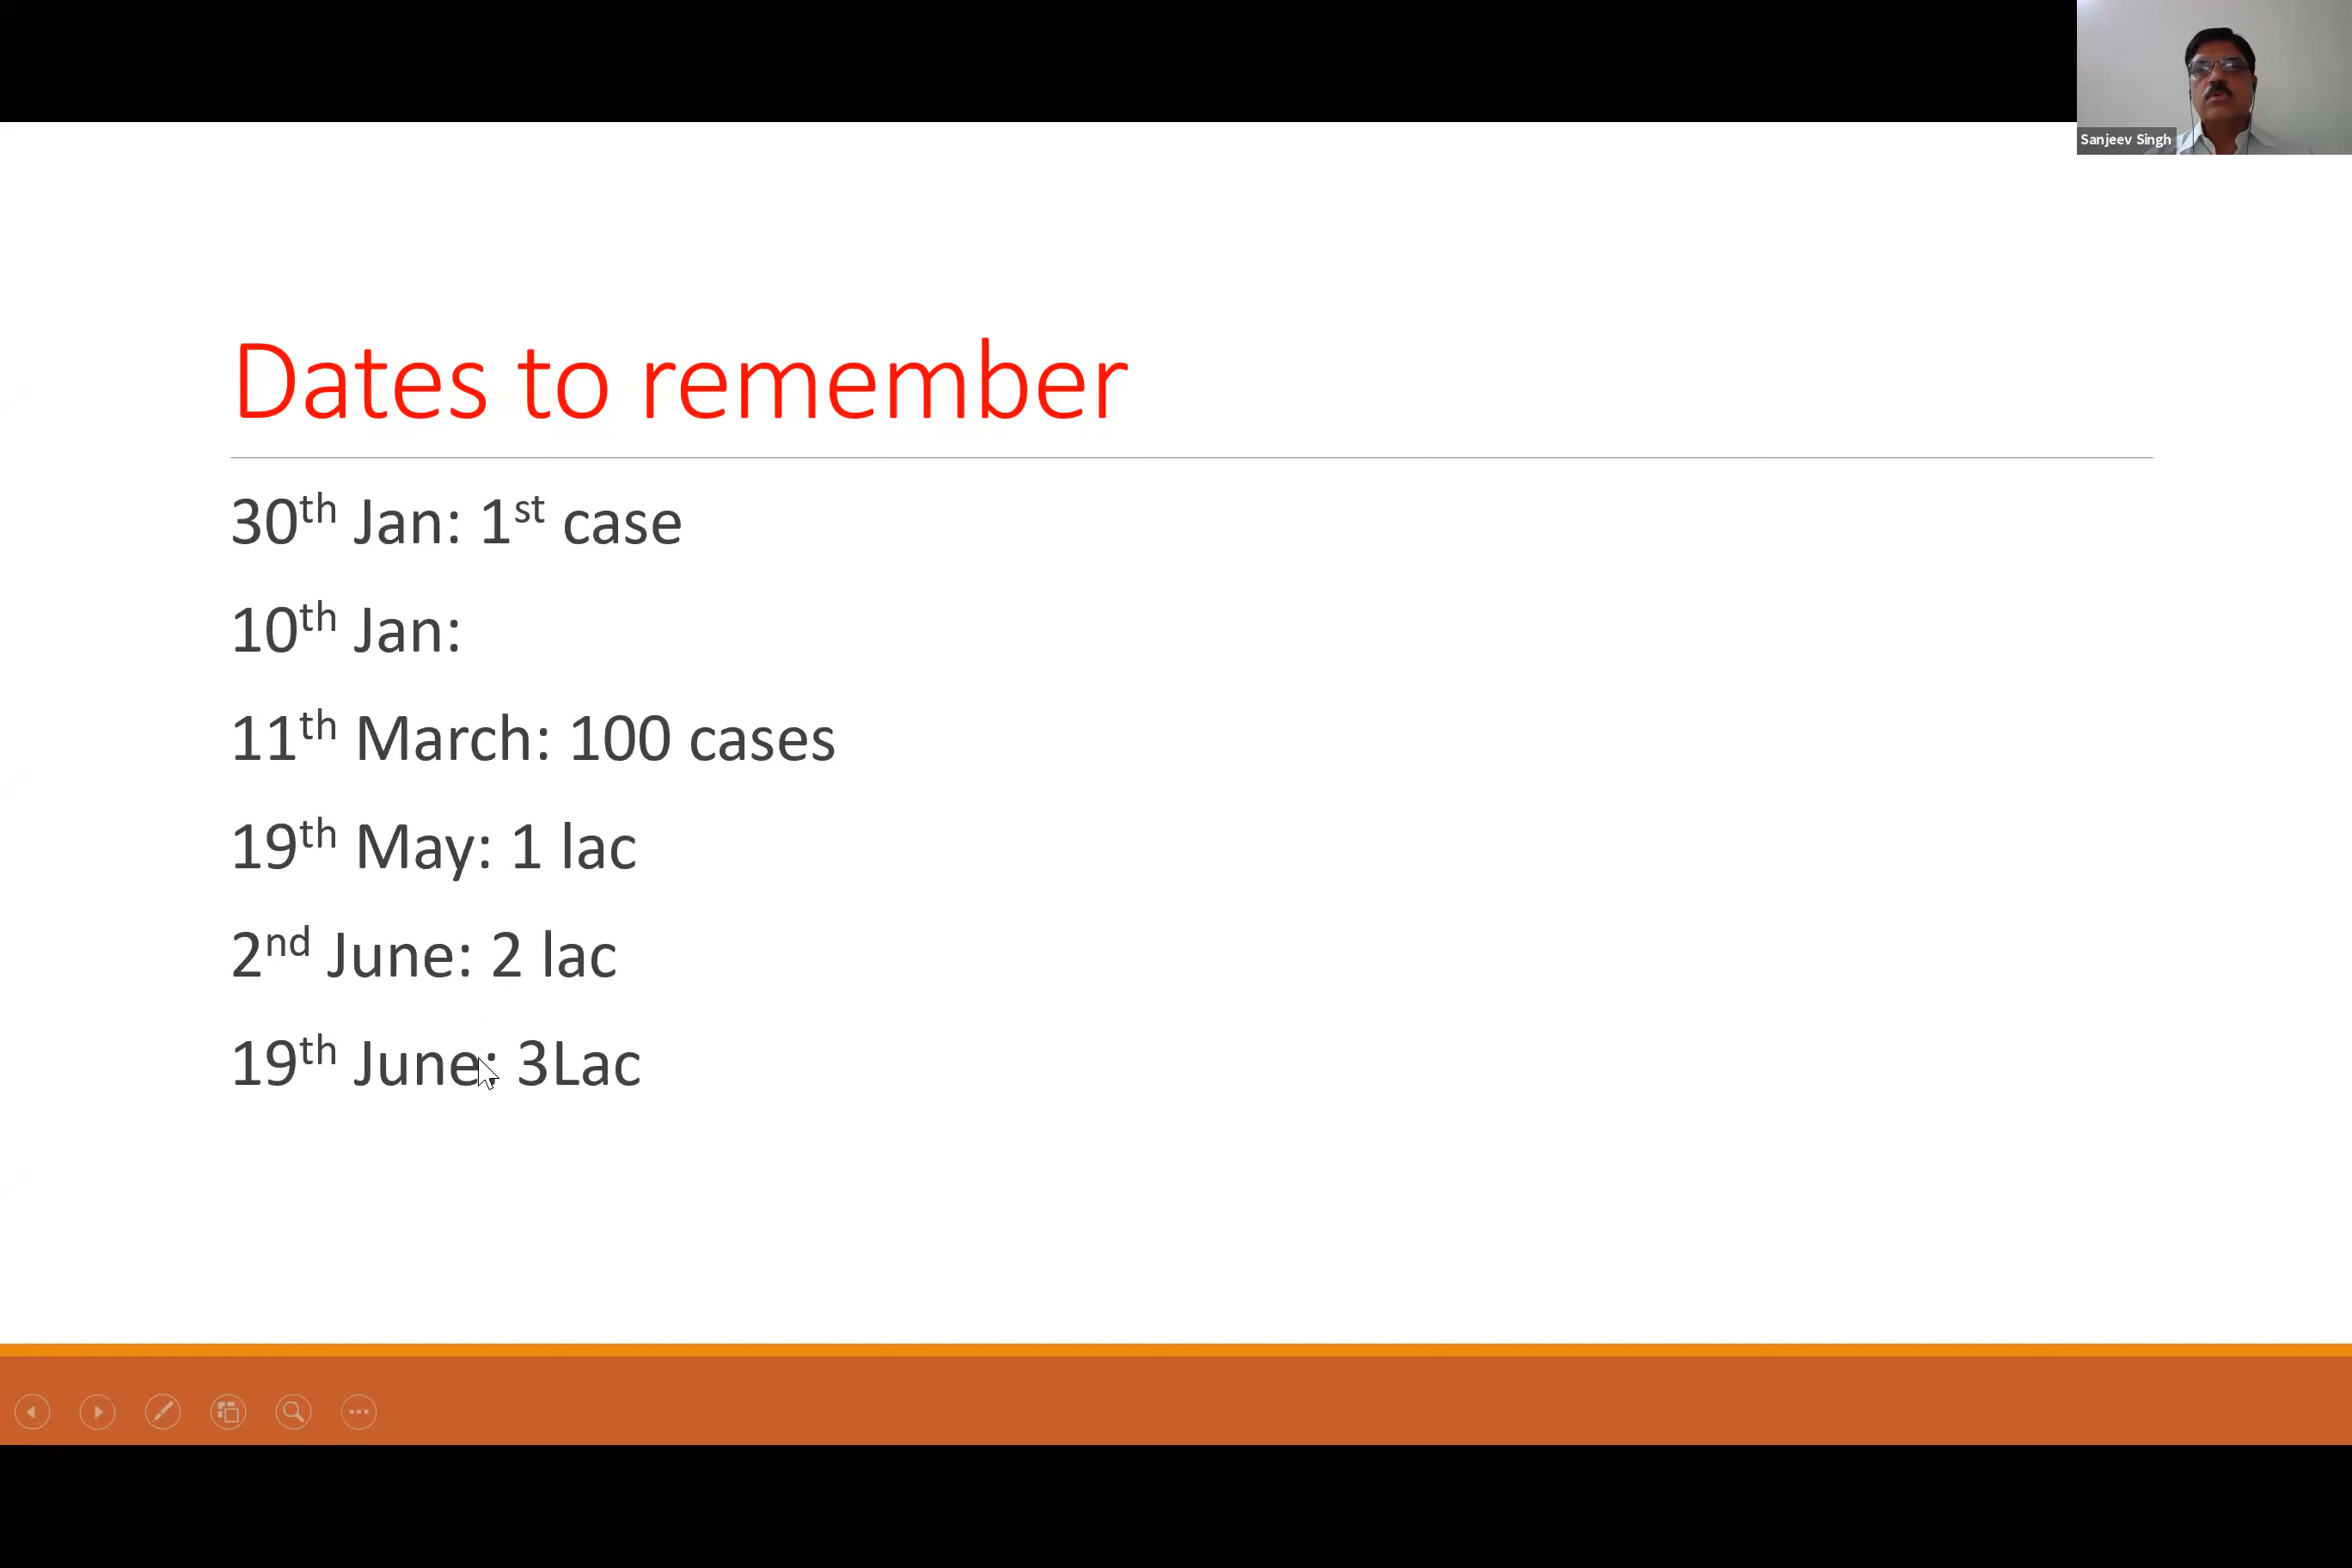 Sanjeev Singh
Dates to remember
30th Jan: 1st case
10th Jan:
11th March: 100 cases
19th May: 1 lac
2nd June: 2 lac
19th June: 3Lac